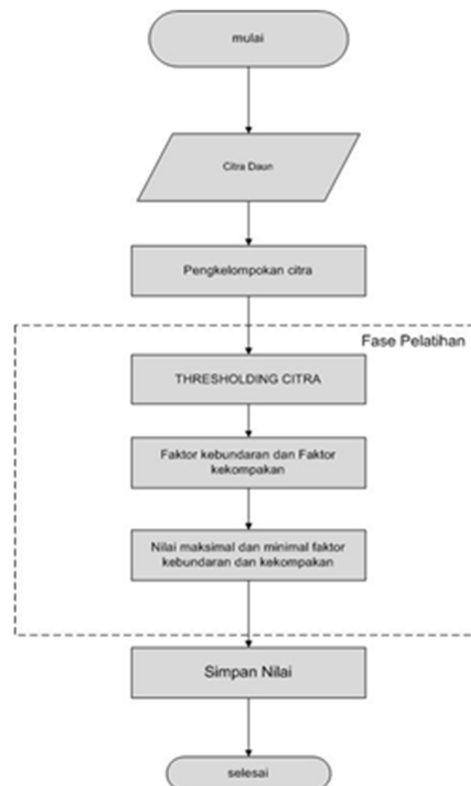 mulai
Citra Daun
Pengkelompokan citra
Fase Pelatihan
THRESHOLDING CITRA
Faktor kebundaran dan Faktor
kekompakan
Nilai maksimal dan minimal faktor
kebundaran dan kekompakan
Simpan Nilai
selesai